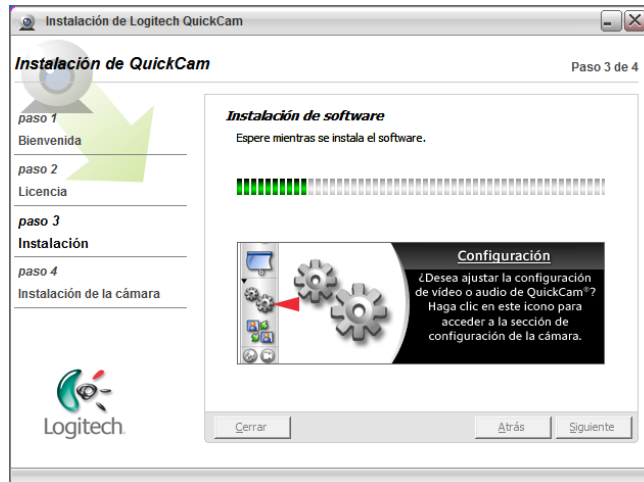 Instalación de Logitech QuickCam
Instalación de QuickCam
Paso 3 de 4
paso 1
Bienvenida
paso 2
Licencia
paso 3
Instalación
paso 4
Instalación de la cámara
Logitech
Instalación de software
Espere mientras se instala el software.
Configuración
¿Desea ajustar la configuración
de vídeo o audio de QuickCam®?
Haga clic en este icono para
acceder a la sección de
configuración de la cámara.
Cerrar
Atrás
Siguiente